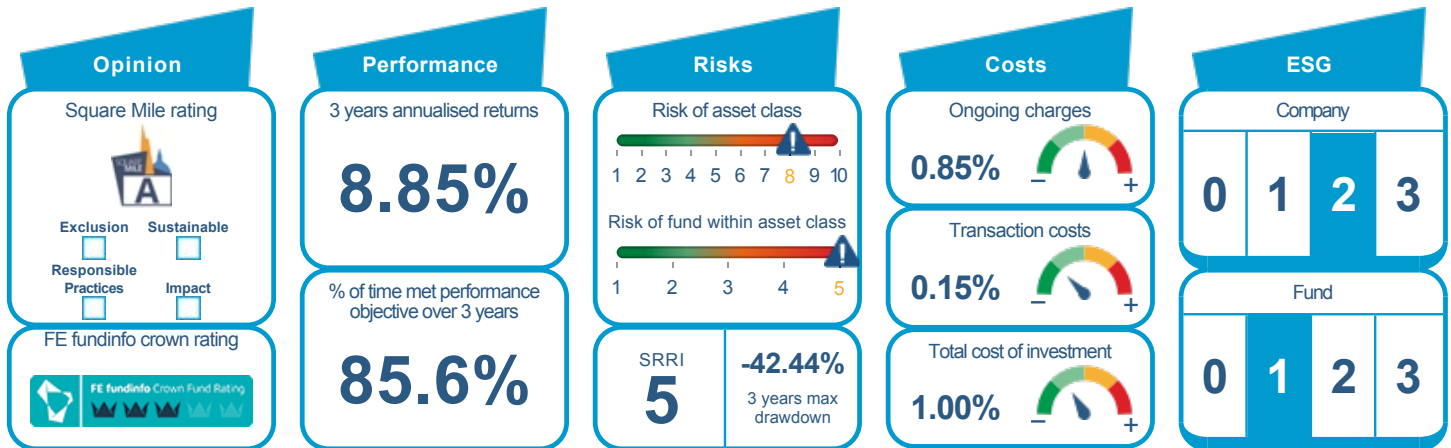 Opinion
Square Mile rating
SQUARE
MILE
A
Exclusion Sustainable
Responsible
Practices Impact
FE fundinfo crown rating
FE fundinfo Crown Fund Rating
Performance
3 years annualised returns
8.85%
% of time met performance
objective over 3 years
85.6%
Risks
Risk of asset class
1 2 3 4 5 6 7 8 9 10
Risk of fund within asset class
1 2 3 4 5
SRRI
5
-42.44%
3 years max
drawdown
Costs
Ongoing charges
0.85%
– +
Transaction costs
0.15%
– +
Total cost of investment
1.00%
– +
ESG
Company
0 1 2 3
Fund
0 1 2 3